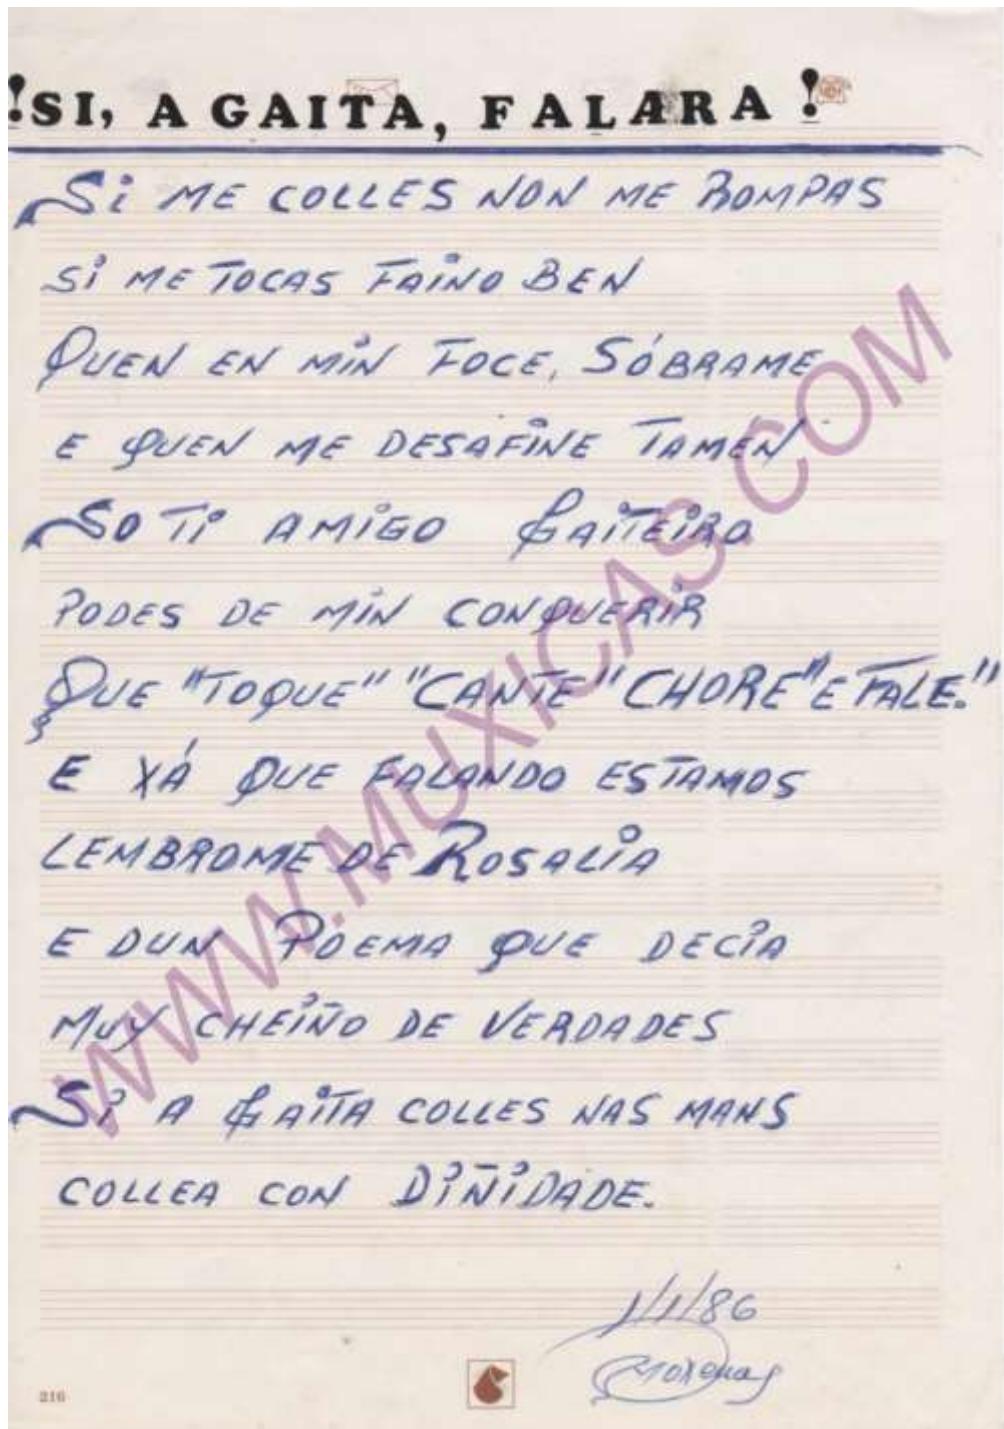 !SI, A GAITA, FALARA!
SI ME COLLES NON ME ROMPAS
SI ME TOCAS FAINO BEN
QUEN EN MIN FOCE, SÓBRAME
E QUEN ME DESAFINE TAMEN
SO TI AMIGO GAITEIRO
PODES DE MIN CONQUERIR
QUE "TOQUE" "CANTE" "CHORE" E FALE."
E XÁ QUE FALANDO ESTAMOS
LEMBROME DE ROSALIA
E DUN POEMA QUE DECIA
MUY CHEIÑO DE VERDADES
SI A GAITA COLLES NAS MANS
COLLEA CON DIÑIDADE.
1/1/86
216
WWW.MUXICAS.COM